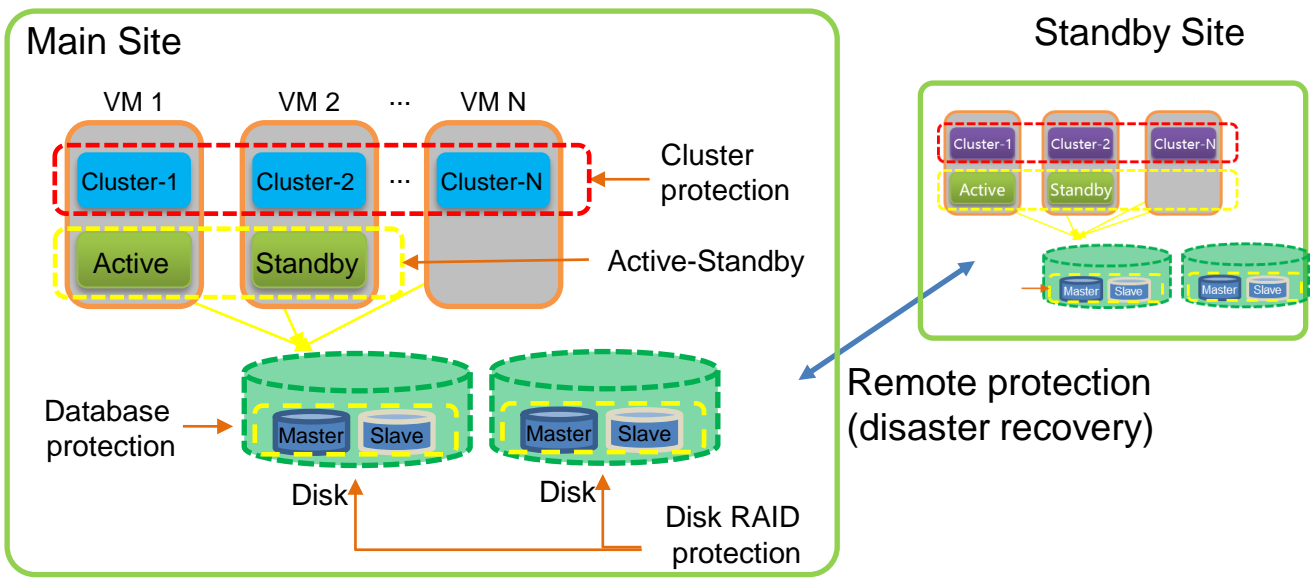 Main Site
VM 1
VM 2
...
VM N
Cluster-1
Cluster-2
...
Cluster-N
Cluster
protection
Active
Standby
Active-Standby
Database
protection
Master
Slave
Master
Slave
Disk
Disk
Disk RAID
protection
Standby Site
Cluster-1
Cluster-2
Cluster-N
Active
Standby
Master
Slave
Master
Slave
Remote protection
(disaster recovery)